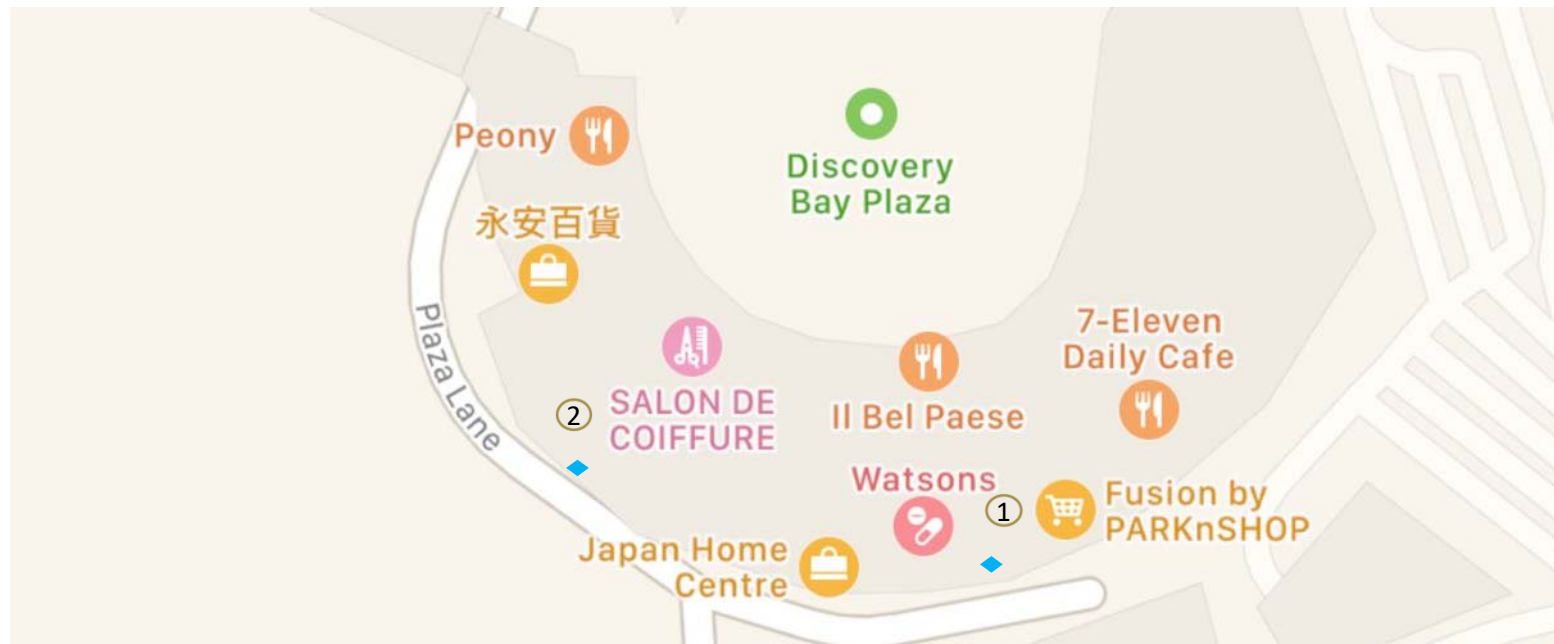 Peony
Discovery
Bay Plaza
永安百貨
Plaza Lane
7-Eleven
Daily Cafe
②
SALON DE
COIFFURE
Il Bel Paese
Watsons
①
Fusion by
PARKnSHOP
Japan Home
Centre